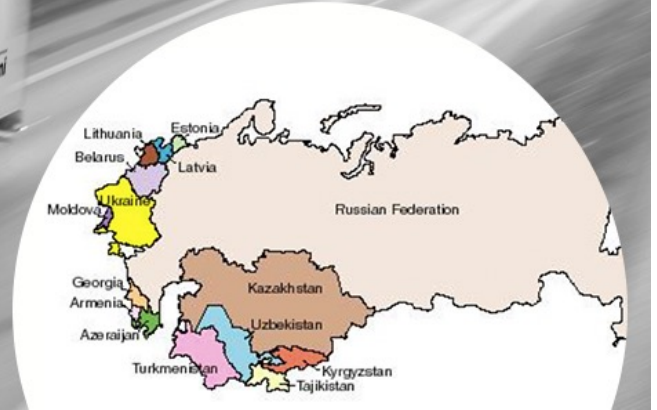 Lithuania
Estonia
Belarus
Latvia
Ukraine
Moldova
Russian Federation
Georgia
Kazakhstan
Armenia
Uzbekistan
Azeraijan
Turkmenistan
Kyrgyzstan
Tajikistan